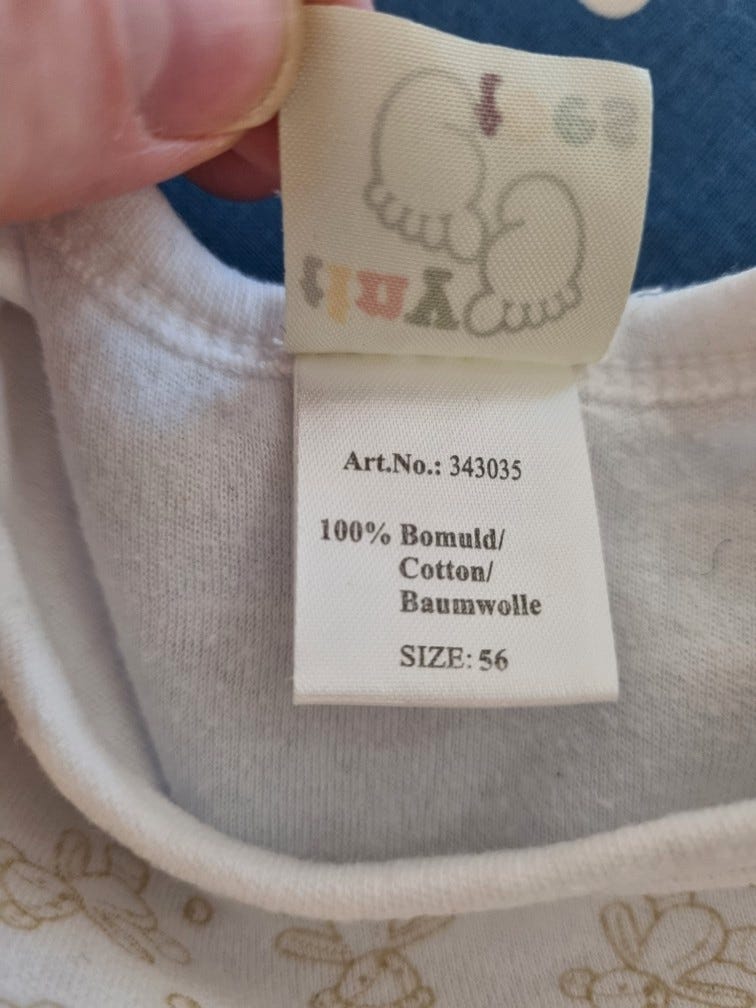 Art.No.: 343035
100% Bomuld/
Cotton/
Baumwolle
SIZE: 56